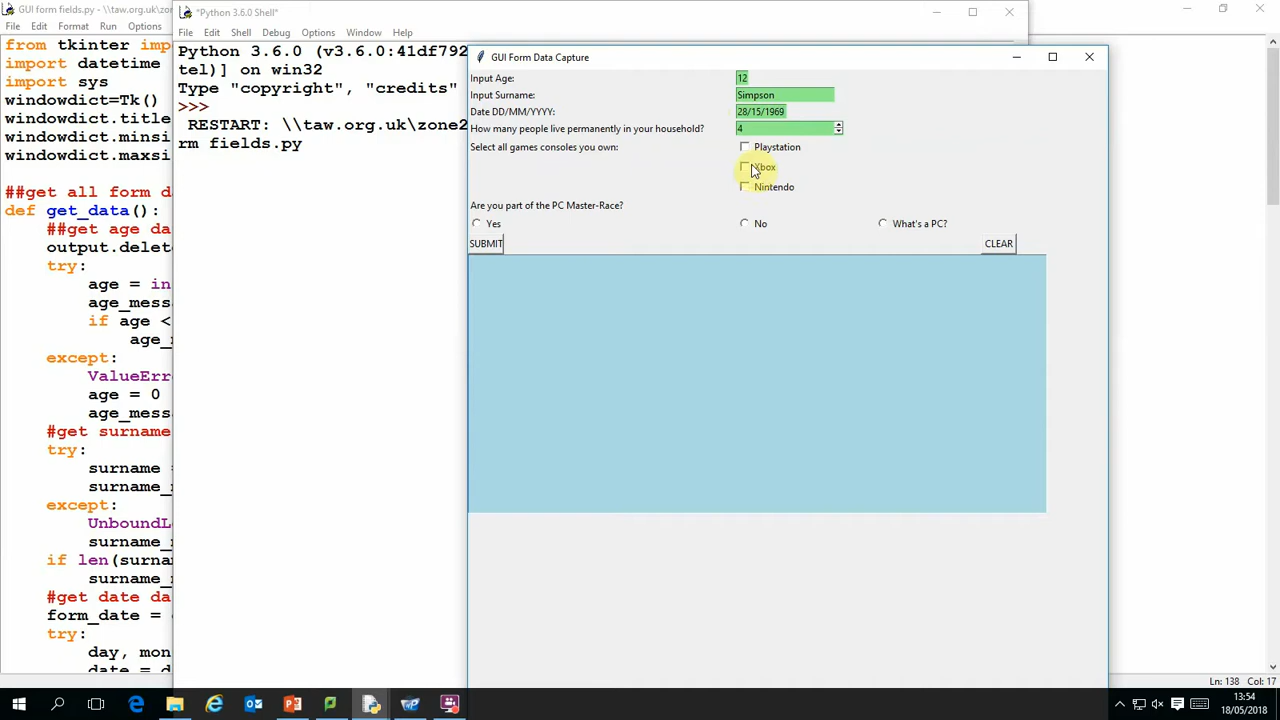 GUI form fields.py - \\taw.org.uk\zone2
File Edit Format Run Options
from tkinter imp
import datetime
import sys
windowdict=Tk()
windowdict.title
windowdict.minsi
windowdict.maxsi
##get all form d
def get_data():
##get age da
output.delet
try:
age = in
age_mess
if age <
age_m
except:
ValueErr
age = 0
age_mess
#get surname
try:
surname =
surname_m
except:
UnboundL
surname_m
if len(surna
surname_m
#get date da
form_date =
try:
day, mon
date = d
*Python 3.6.0 Shell*
File Edit Shell Debug Options Window Help
Python 3.6.0 (v3.6.0:41df792
tel)] on win32
Type "copyright", "credits"
>>>
RESTART: \\taw.org.uk\zone2
rm fields.py
GUI Form Data Capture
Input Age: 12
Input Surname: Simpson
Date DD/MM/YYYY: 28/15/1969
How many people live permanently in your household? 4
Select all games consoles you own: Playstation
Xbox
Nintendo
Are you part of the PC Master-Race?
Yes No What's a PC?
SUBMIT CLEAR
Ln: 138 Col: 17
13:54
18/05/2018